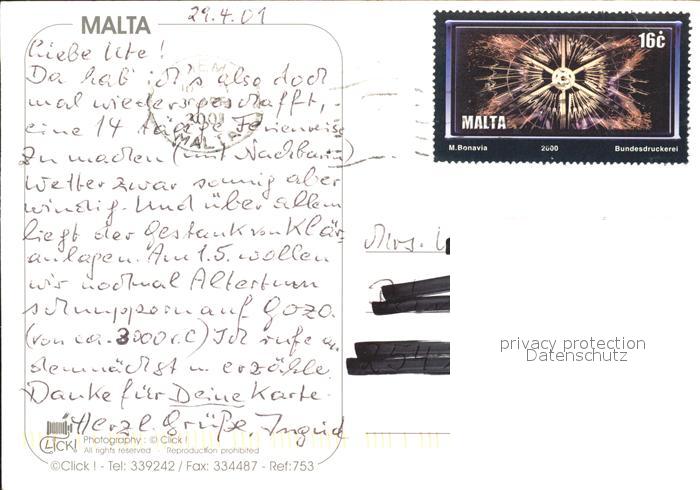 29.4.01
MALTA
Liebe Ute!
Da hab ich's also doch
mal wieder geschafft,
eine 14 tägige Ferienreise
zu machen (mit Nachbarin)
Wetter zwar sonnig aber
windig. Und über allem
liegt der Gestank von Klär-
anlagen. Am 1.5. wollen
wir nochmal Altertum
schnuppern auf Gozo.
(von ca. 3000 v. C) Ich rufe
demnächst erzähle.
Danke für Deine Karte.
Herzl. Grüße, Ingrid
CLICK!
Photography : © Click !
All rights reserved - Reproduction prohibited
©Click ! - Tel: 339242 / Fax: 334487 - Ref:753
2001
MALTA
16c
MALTA
M.Bonavia 2000 Bundesdruckerei
Mrs.
privacy protection
Datenschutz